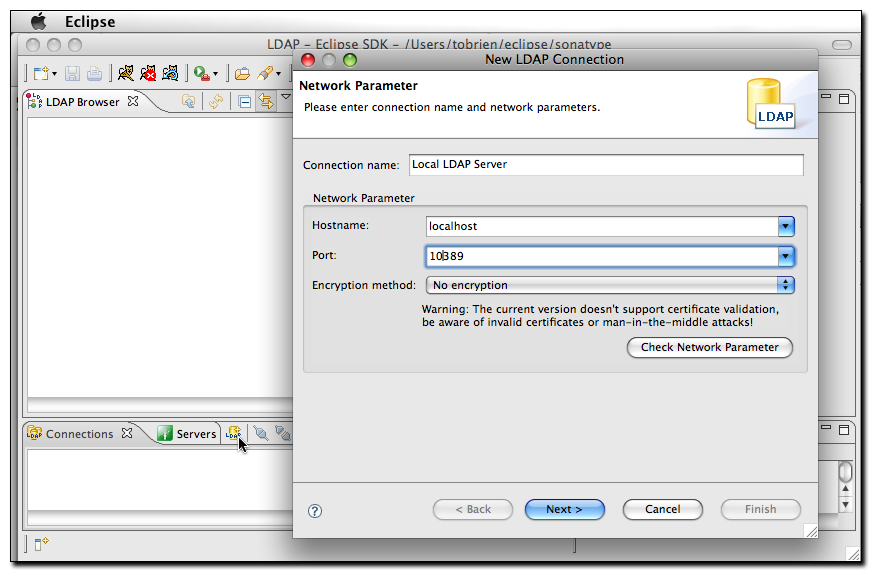 Eclipse
LDAP – Eclipse SDK – /Users/tobrien/eclipse/sonatype
New LDAP Connection
LDAP Browser
Network Parameter
Please enter connection name and network parameters.
LDAP
Connection name: Local LDAP Server
Network Parameter
Hostname: localhost
Port: 10389
Encryption method: No encryption
Warning: The current version doesn't support certificate validation,
be aware of invalid certificates or man-in-the-middle attacks!
Check Network Parameter
Connections
Servers
LDAP
? < Back Next > Cancel Finish